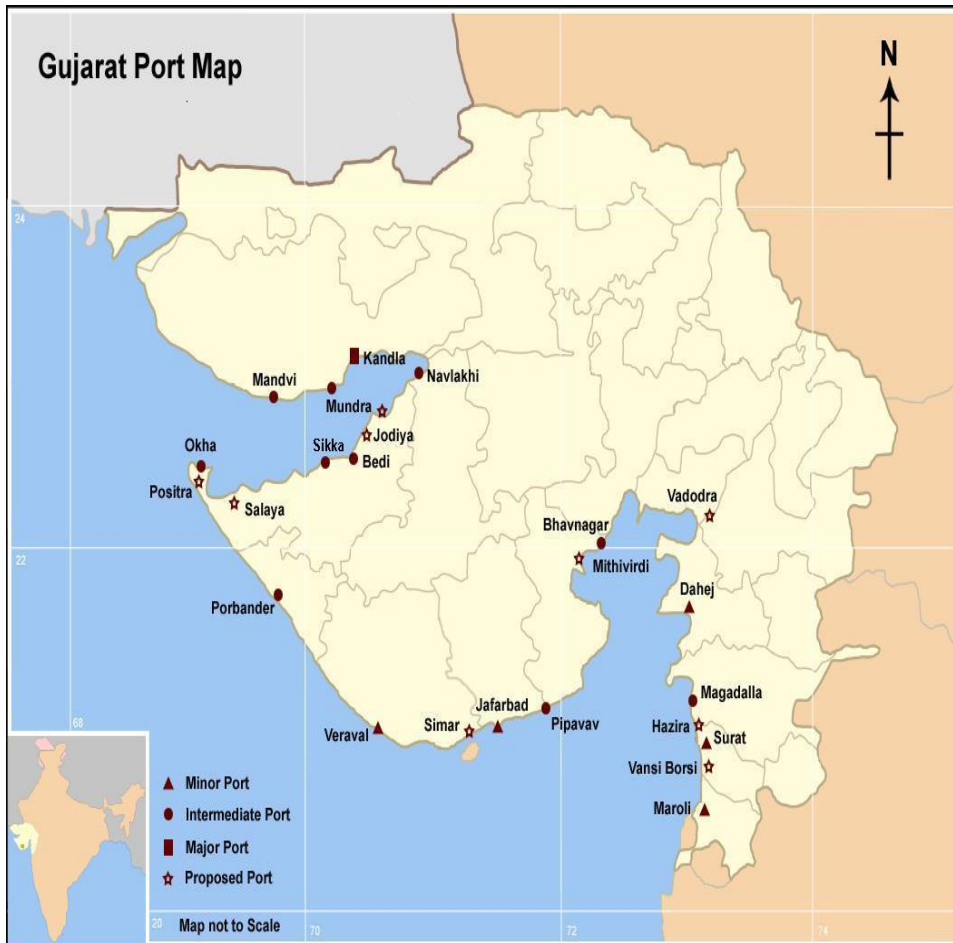 Gujarat Port Map
N
24
Kandla
Navlakhi
Mandvi
Mundra
Jodiya
Okha
Sikka
Bedi
Positra
Salaya
Vadodra
Bhavnagar
22
Mithivirdi
Dahej
Porbander
Magadalla
Jafarbad
Pipavav
68
Veraval
Simar
Hazira
Surat
Vansi Borsi
Minor Port
Maroli
Intermediate Port
Major Port
Proposed Port
20
Map not to Scale
70
72
74